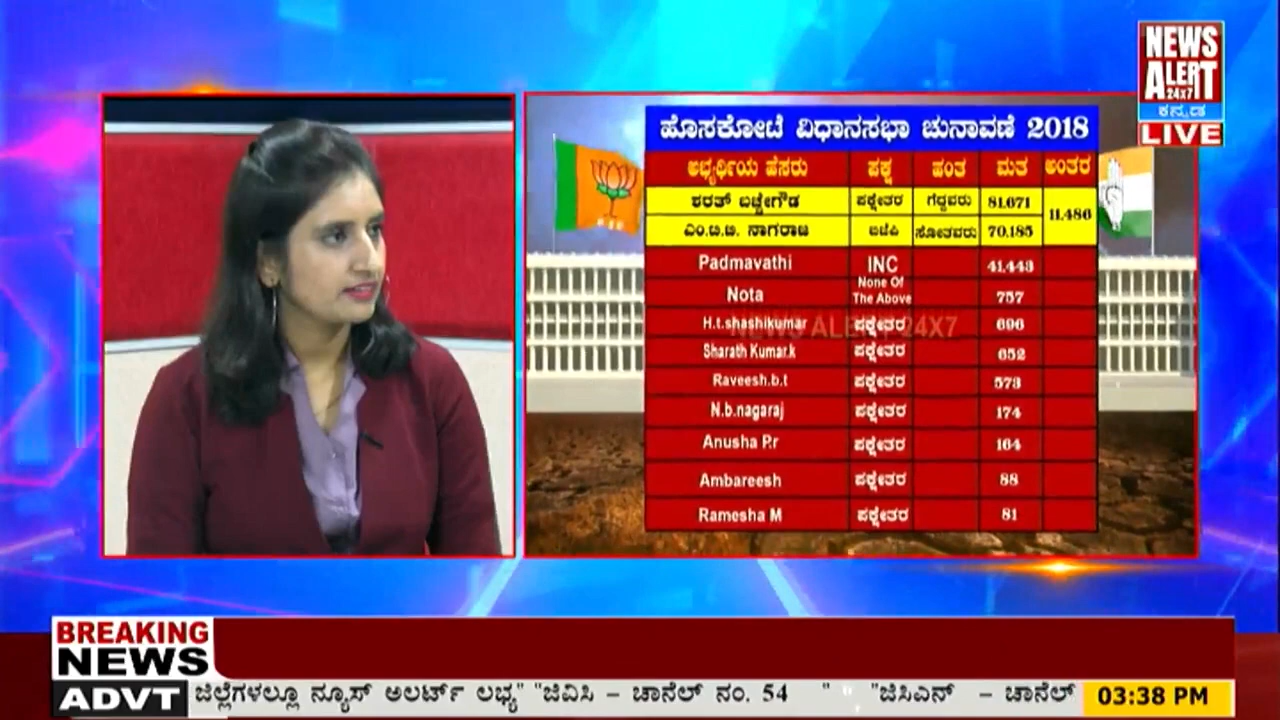 NEWS
ALERT
24x7
ಕನ್ನಡ
LIVE
ಹೊಸಕೋಟೆ ವಿಧಾನಸಭಾ ಚುನಾವಣೆ 2018
ಅಭ್ಯರ್ಥಿಯ ಹೆಸರು ಪಕ್ಷ ಹಂತ ಮತ ಅಂತರ
ಶರತ್ ಬಚ್ಚೇಗೌಡ ಪಕ್ಷೇತರ ಗೆದ್ದವರು 81,671 11,486
ಎಂ.ಟಿ.ಬಿ. ನಾಗರಾಜ ಬಿಜೆಪಿ ಸೋತವರು 70,185
Padmavathi INC 41,443
Nota None Of The Above 757
H.t.shashikumar ಪಕ್ಷೇತರ 696
Sharath Kumar.k ಪಕ್ಷೇತರ 652
Raveesh.b.t ಪಕ್ಷೇತರ 573
N.b.nagaraj ಪಕ್ಷೇತರ 174
Anusha P.r ಪಕ್ಷೇತರ 164
Ambareesh ಪಕ್ಷೇತರ 88
Ramesha M ಪಕ್ಷೇತರ 81
NEWS ALERT 24X7
BREAKING
NEWS
ADVT ಜಿಲ್ಲೆಗಳಲ್ಲೂ ನ್ಯೂಸ್ ಅಲರ್ಟ್ ಲಭ್ಯ" "ಜಿವಿಸಿ – ಚಾನೆಲ್ ನಂ. 54 " "ಜಿಸಿಎನ್ – ಚಾನೆಲ್ 03:38 PM